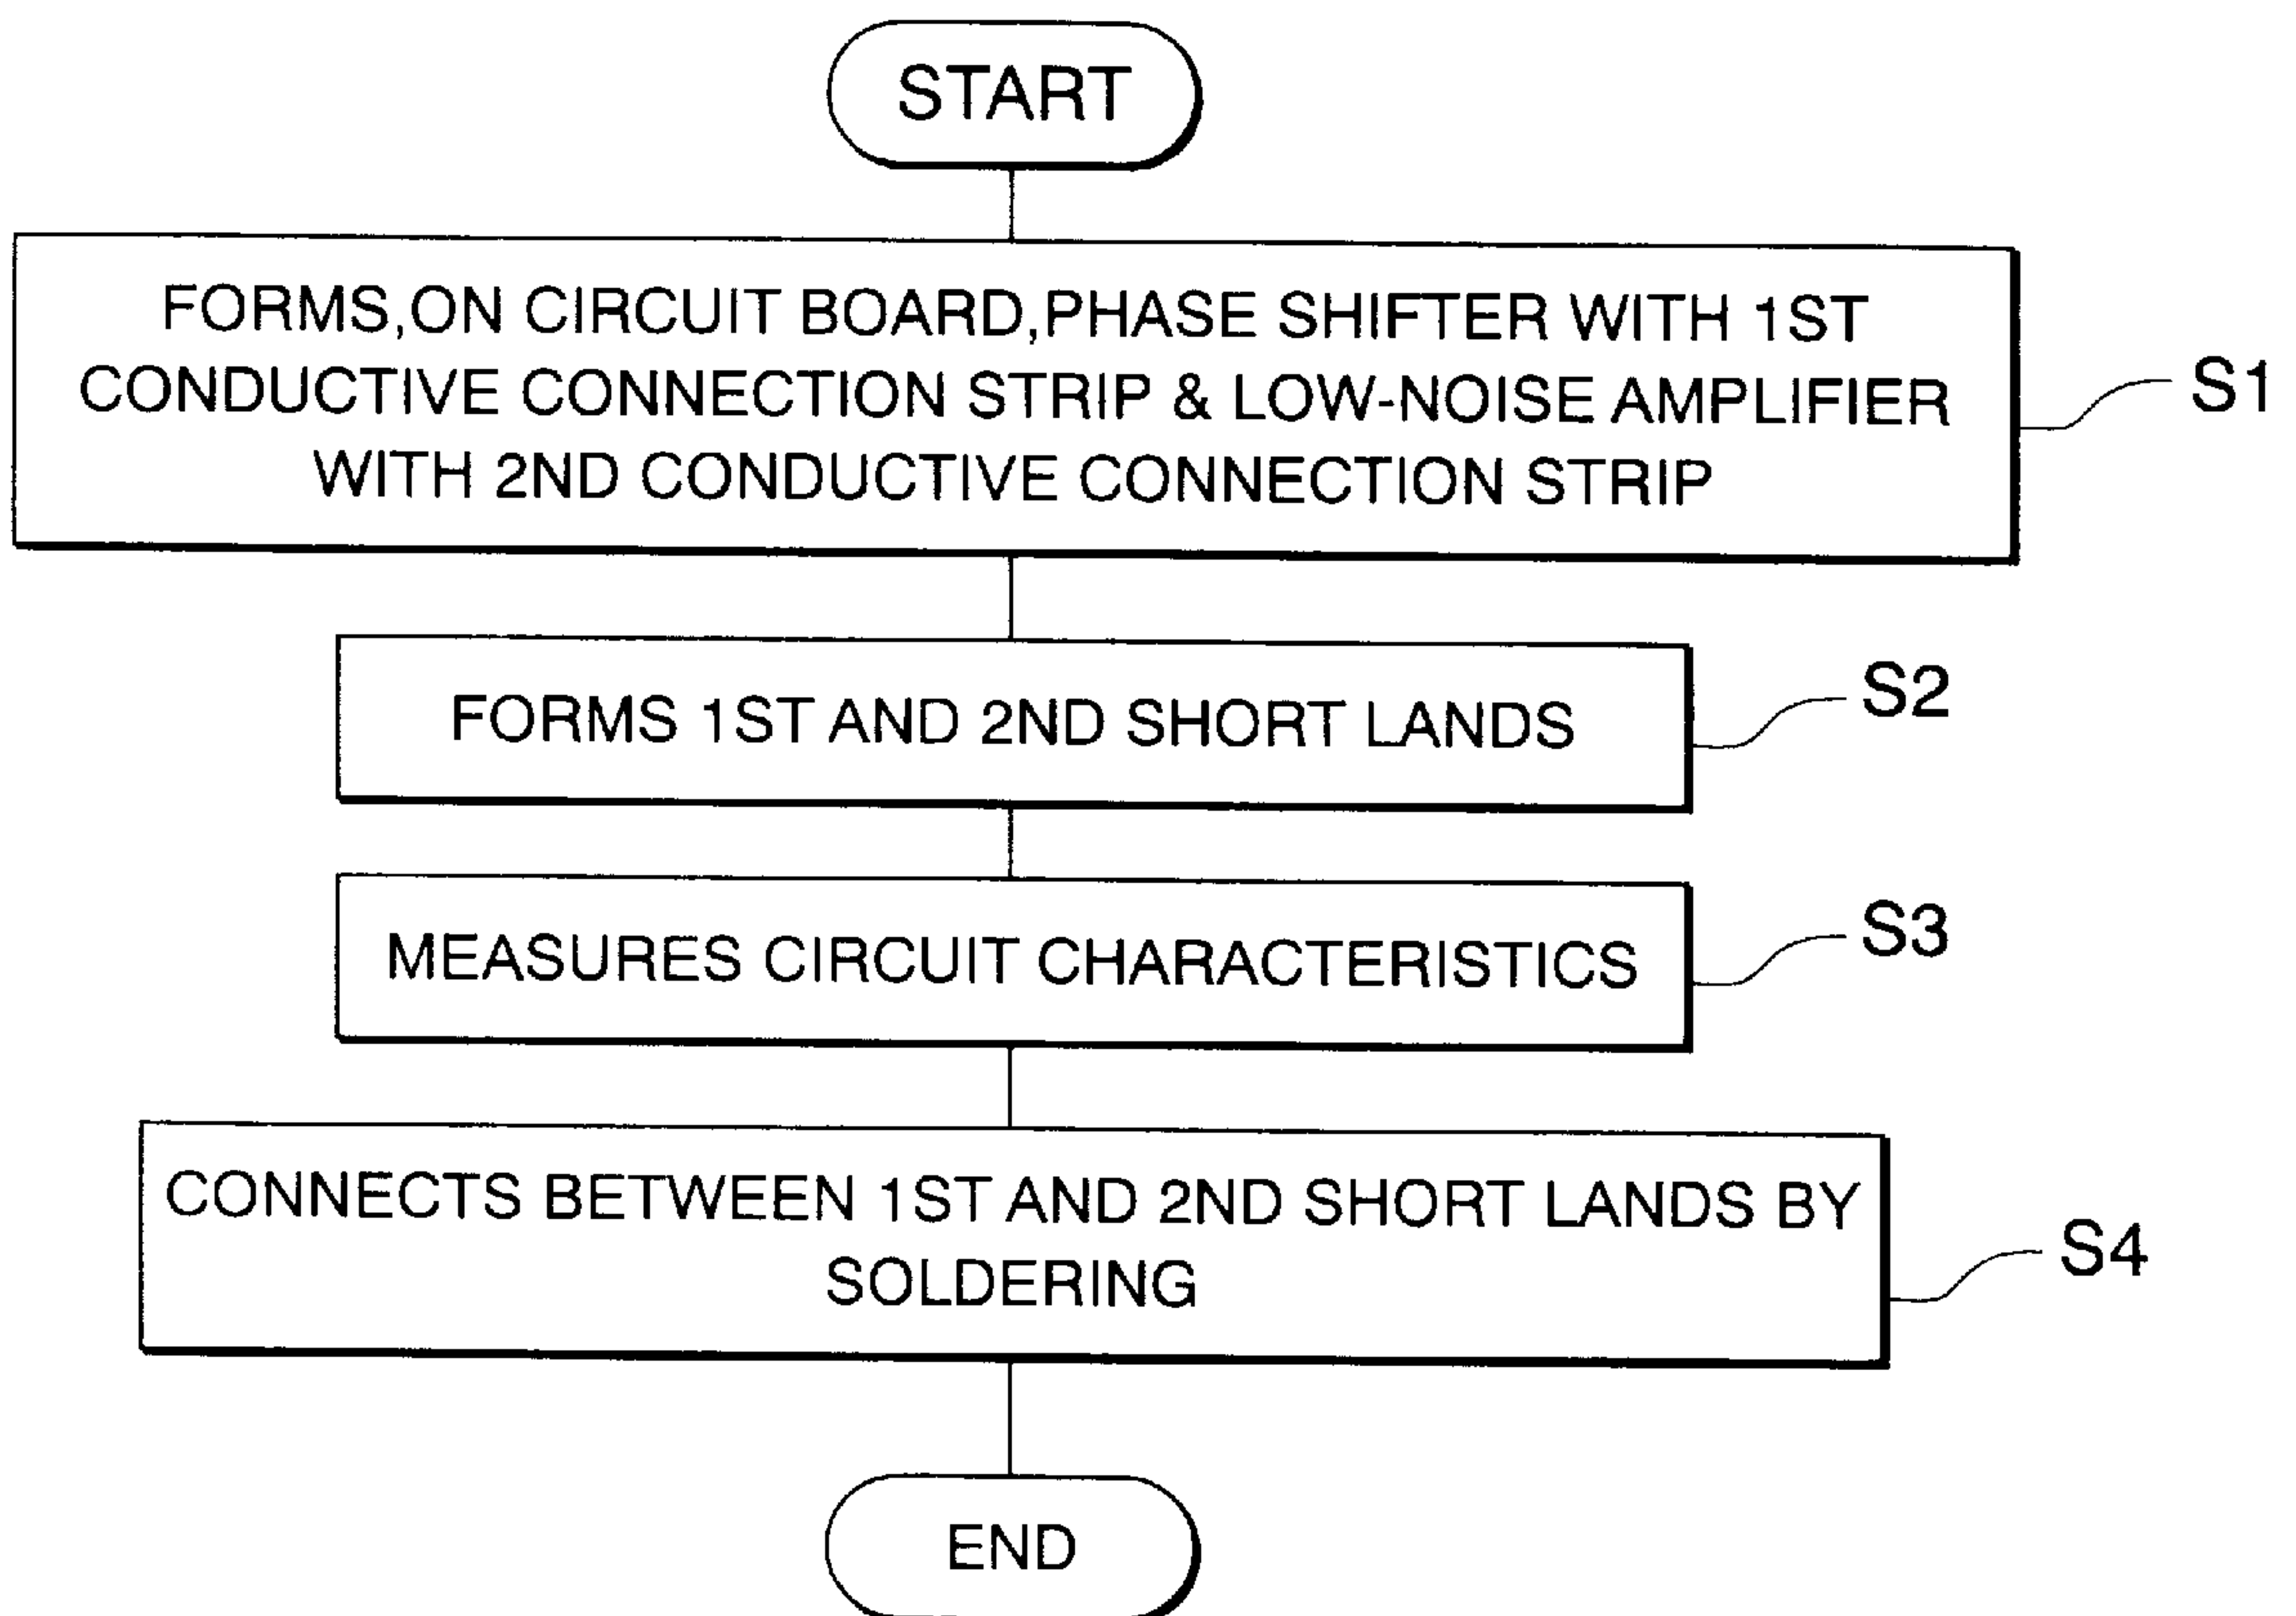 START
FORMS,ON CIRCUIT BOARD,PHASE SHIFTER WITH 1ST
CONDUCTIVE CONNECTION STRIP & LOW-NOISE AMPLIFIER
WITH 2ND CONDUCTIVE CONNECTION STRIP
S1
FORMS 1ST AND 2ND SHORT LANDS
S2
MEASURES CIRCUIT CHARACTERISTICS
S3
CONNECTS BETWEEN 1ST AND 2ND SHORT LANDS BY
SOLDERING
S4
END